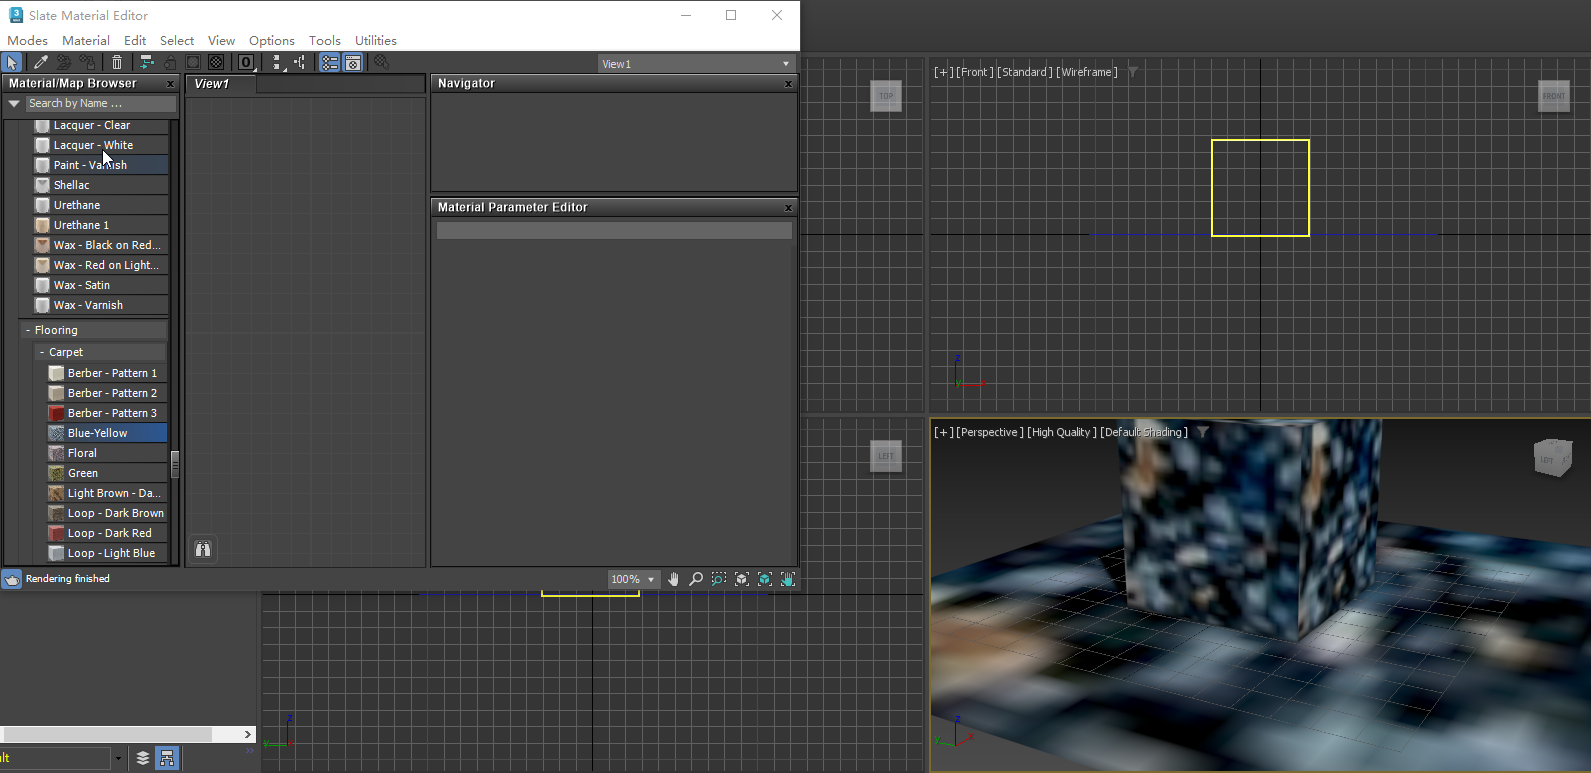 Slate Material Editor
Modes Material Edit Select View Options Tools Utilities
View1
Material/Map Browser
Search by Name ...
Lacquer - Clear
Lacquer - White
Paint - Varnish
Shellac
Urethane
Urethane 1
Wax - Black on Red...
Wax - Red on Light...
Wax - Satin
Wax - Varnish
- Flooring
- Carpet
Berber - Pattern 1
Berber - Pattern 2
Berber - Pattern 3
Blue-Yellow
Floral
Green
Light Brown - Da...
Loop - Dark Brown
Loop - Dark Red
Loop - Light Blue
Rendering finished
View1
Navigator
Material Parameter Editor
100%
TOP
[+] [Front] [Standard] [Wireframe]
FRONT
z
y
x
LEFT
z
y
x
[+] [Perspective] [High Quality] [Default Shading]
LEFT
z
y
x
lt